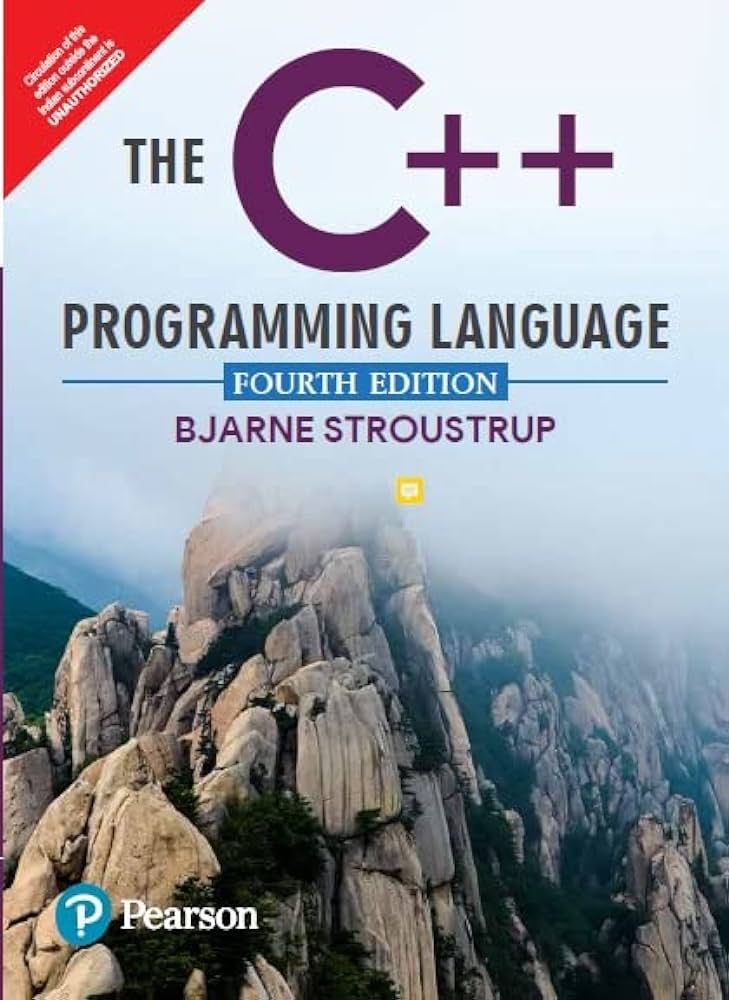 Circulation of this
edition outside the
Indian subcontinent is
UNAUTHORIZED
THE C++
PROGRAMMING LANGUAGE
FOURTH EDITION
BJARNE STROUSTRUP
Pearson